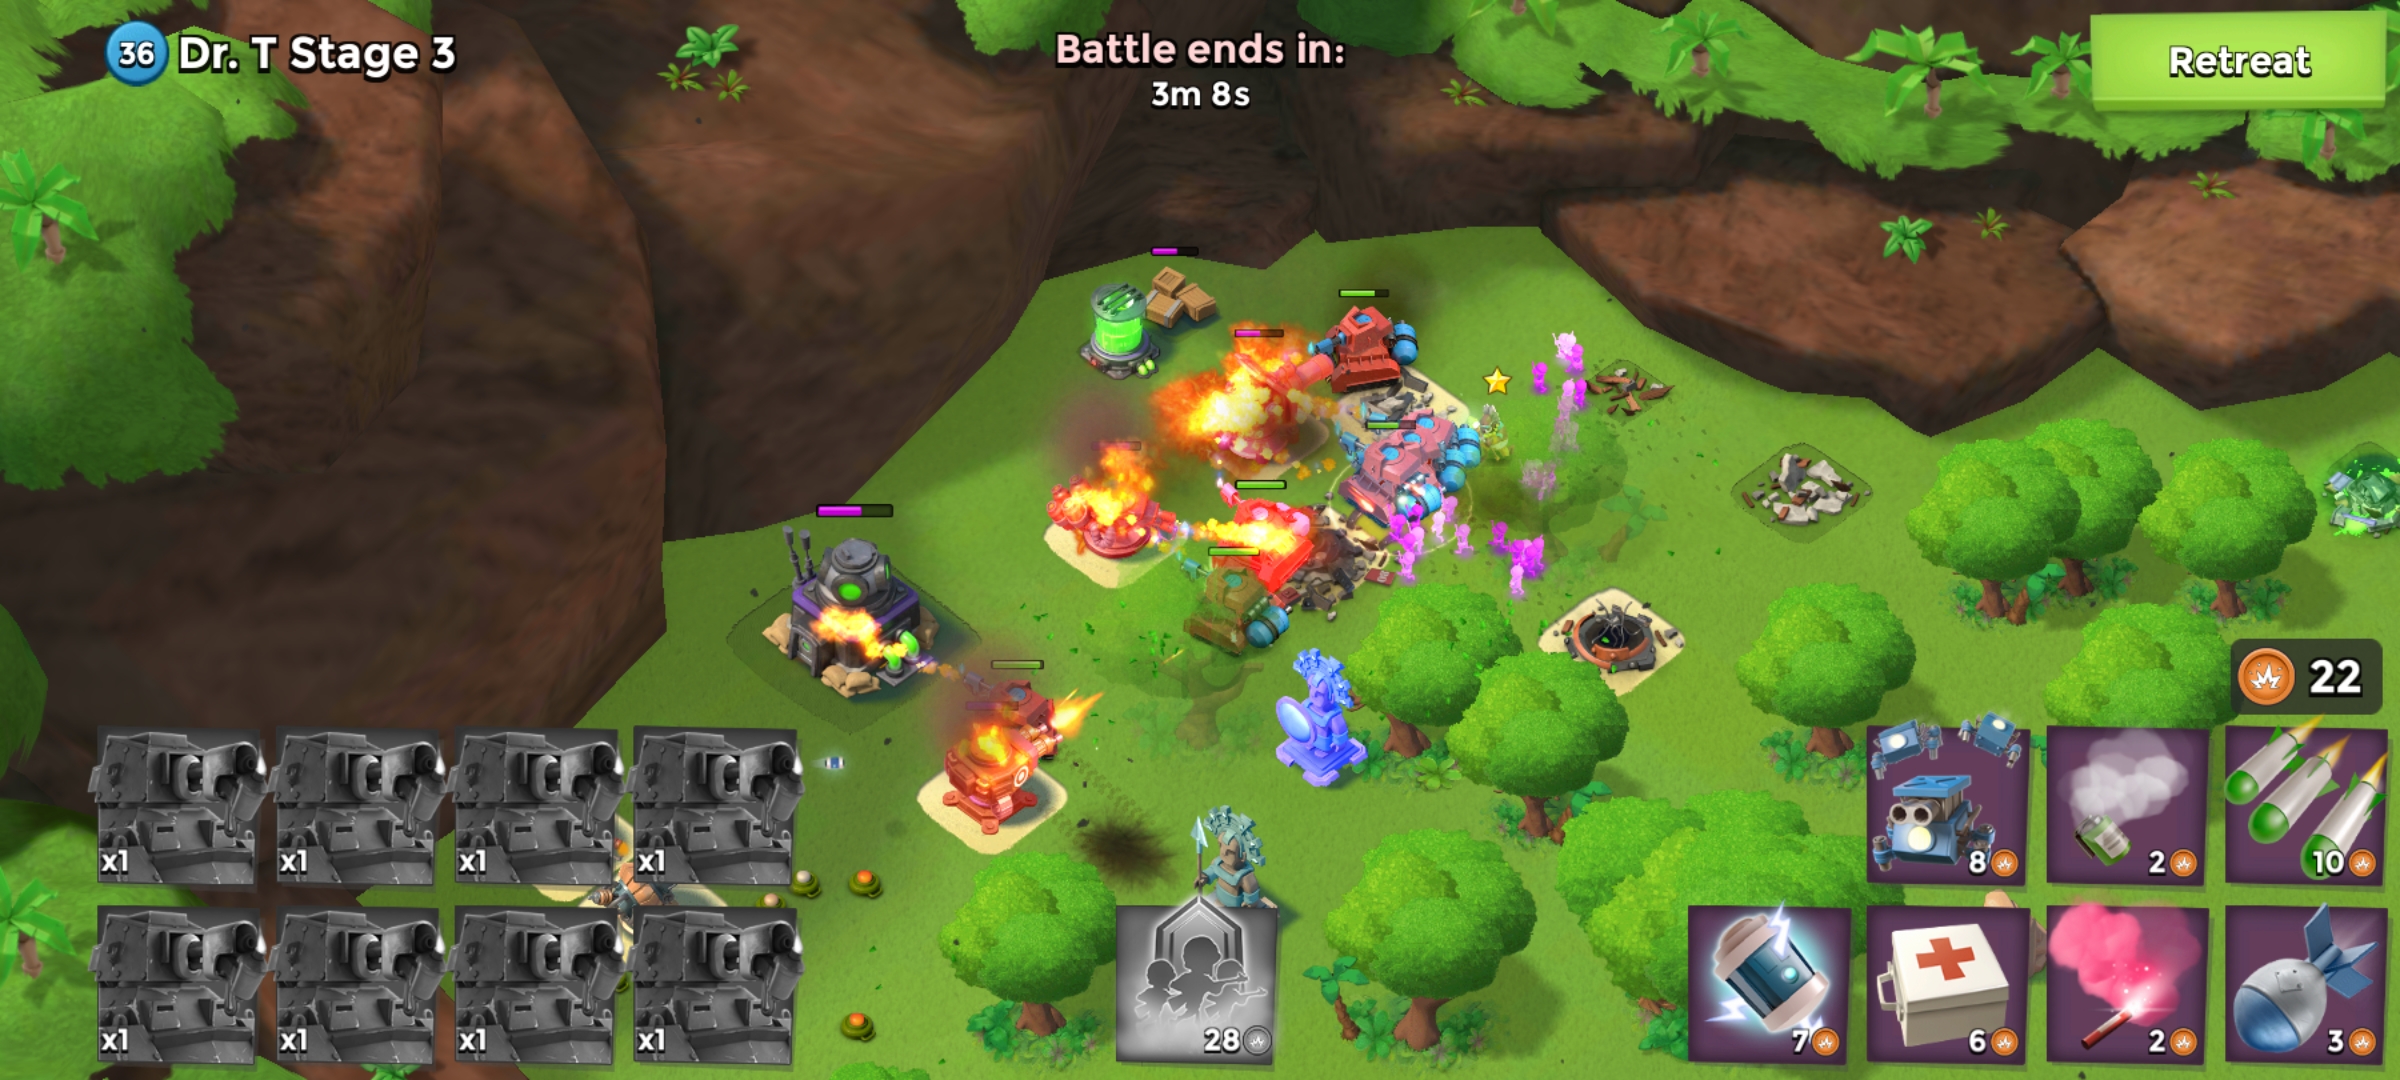 36 Dr. T Stage 3
Battle ends in:
3m 8s
Retreat
22
x1
x1
x1
x1
8
2
10
x1
x1
x1
x1
28
7
6
2
3